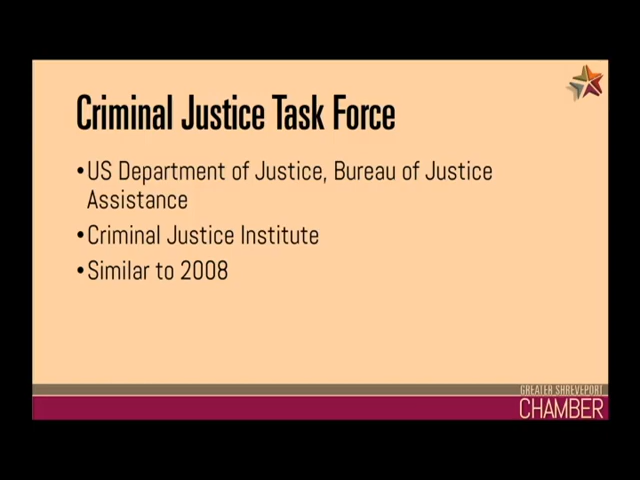 Criminal Justice Task Force
•US Department of Justice, Bureau of Justice
Assistance
•Criminal Justice Institute
•Similar to 2008
GREATER SHREVEPORT
CHAMBER